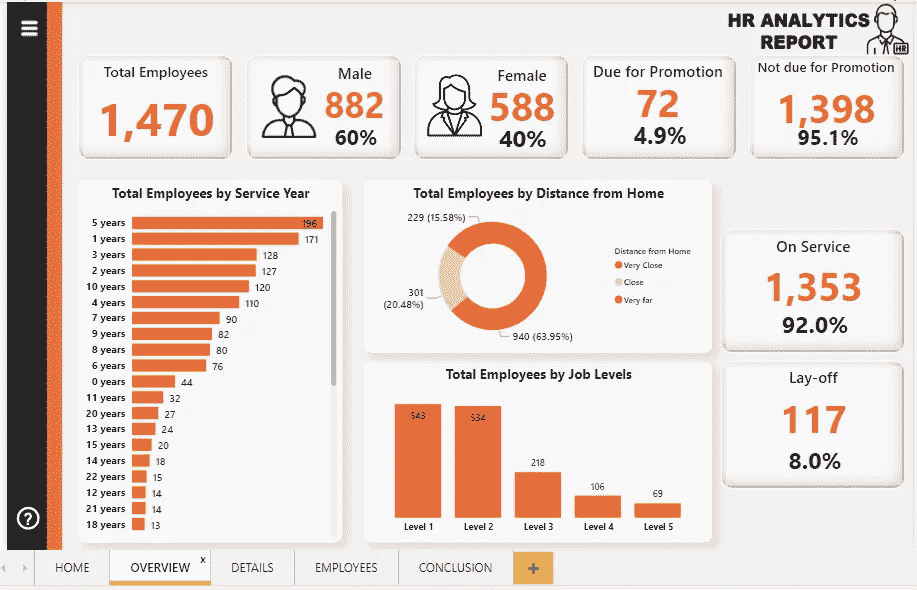 HR ANALYTICS
REPORT
HR
Total Employees
1,470
Male
882
60%
Female
588
40%
Due for Promotion
72
4.9%
Not due for Promotion
1,398
95.1%
Total Employees by Service Year
5 years 196
1 years 171
3 years 128
2 years 127
10 years 120
4 years 110
7 years 90
9 years 82
8 years 80
6 years 76
0 years 44
11 years 32
20 years 27
13 years 24
15 years 20
14 years 18
22 years 15
12 years 14
21 years 14
18 years 13
Total Employees by Distance from Home
229 (15.58%)
301
(20.48%)
940 (63.95%)
Distance from Home
Very Close
Close
Very far
Total Employees by Job Levels
543 534 218 106 69
Level 1 Level 2 Level 3 Level 4 Level 5
On Service
1,353
92.0%
Lay-off
117
8.0%
?
HOME OVERVIEW x DETAILS EMPLOYEES CONCLUSION +